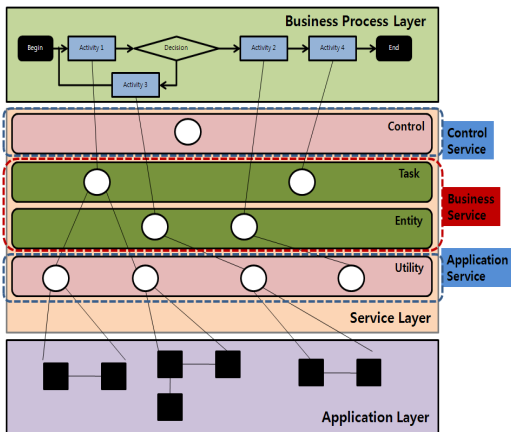 Business Process Layer
Begin
Activity 1
Decision
Activity 2
Activity 4
End
Activity 3
Control
Control
Service
Task
Business
Service
Entity
Application
Service
Utility
Service Layer
Application Layer